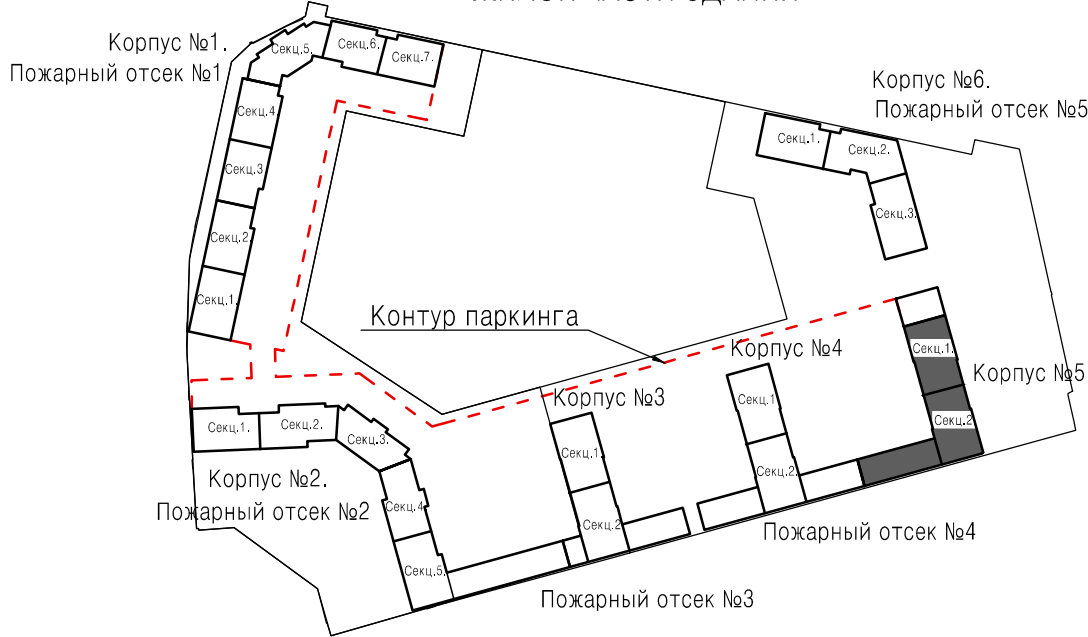 Корпус №1.
Пожарный отсек №1
Секц.5.
Секц.6.
Секц.7.
Секц.4
Секц.3
Секц.2.
Секц.1.
Корпус №6.
Пожарный отсек №5
Секц.1.
Секц.2.
Секц.3.
Контур паркинга
Корпус №4
Секц.1.
Корпус №5
Секц.2
Корпус №3
Секц.1
Секц.2.
Секц.1.
Секц.2
Секц.1.
Секц.2.
Секц.3.
Секц.4
Секц.5.
Корпус №2.
Пожарный отсек №2
Пожарный отсек №4
Пожарный отсек №3